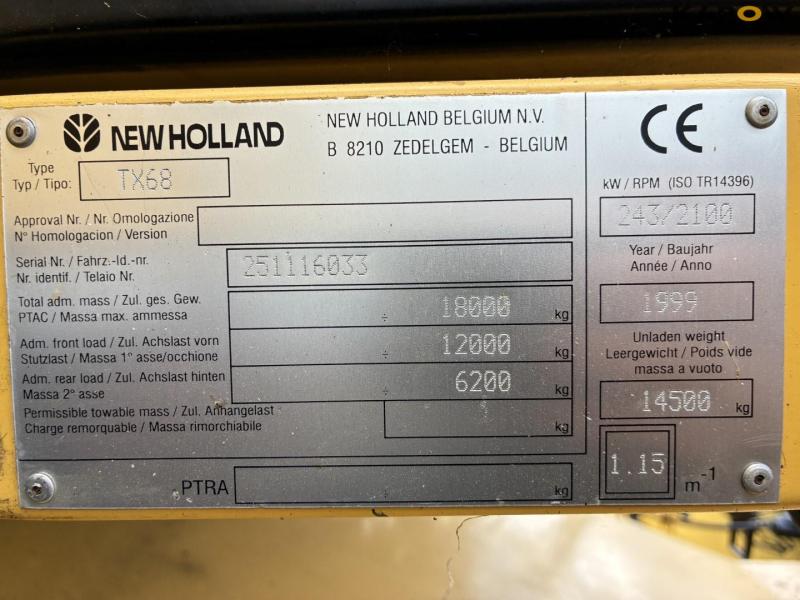 NEW HOLLAND
NEW HOLLAND BELGIUM N.V.
B 8210 ZEDELGEM - BELGIUM
CE
Type
Typ / Tipo:
TX68
Approval Nr. / Nr. Omologazione
N° Homologacion / Version
Serial Nr. / Fahrz.-Id.-nr.
Nr. identif. / Telaio Nr.
251116033
Total adm. mass / Zul. ges. Gew.
PTAC / Massa max. ammessa
÷ 18000 kg
Adm. front load / Zul. Achslast vorn
Stutzlast / Massa 1° asse/occhione
÷ 12000 kg
Adm. rear load / Zul. Achslast hinten
Massa 2° asse
÷ 6200 kg
Permissible towable mass / Zul. Anhangelast
Charge remorquable / Massa rimorchiabile
kg
PTRA
÷ kg
kW / RPM (ISO TR14396)
243/2100
Year / Baujahr
Année / Anno
1999
Unladen weight
Leergewicht / Poids vide
massa a vuoto
14500 kg
1.15 m-1